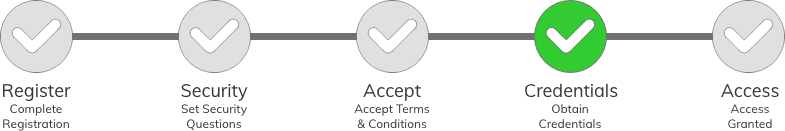 Register
Complete
Registration
Security
Set Security
Questions
Accept
Accept Terms
& Conditions
Credentials
Obtain
Credentials
Access
Access
Granted